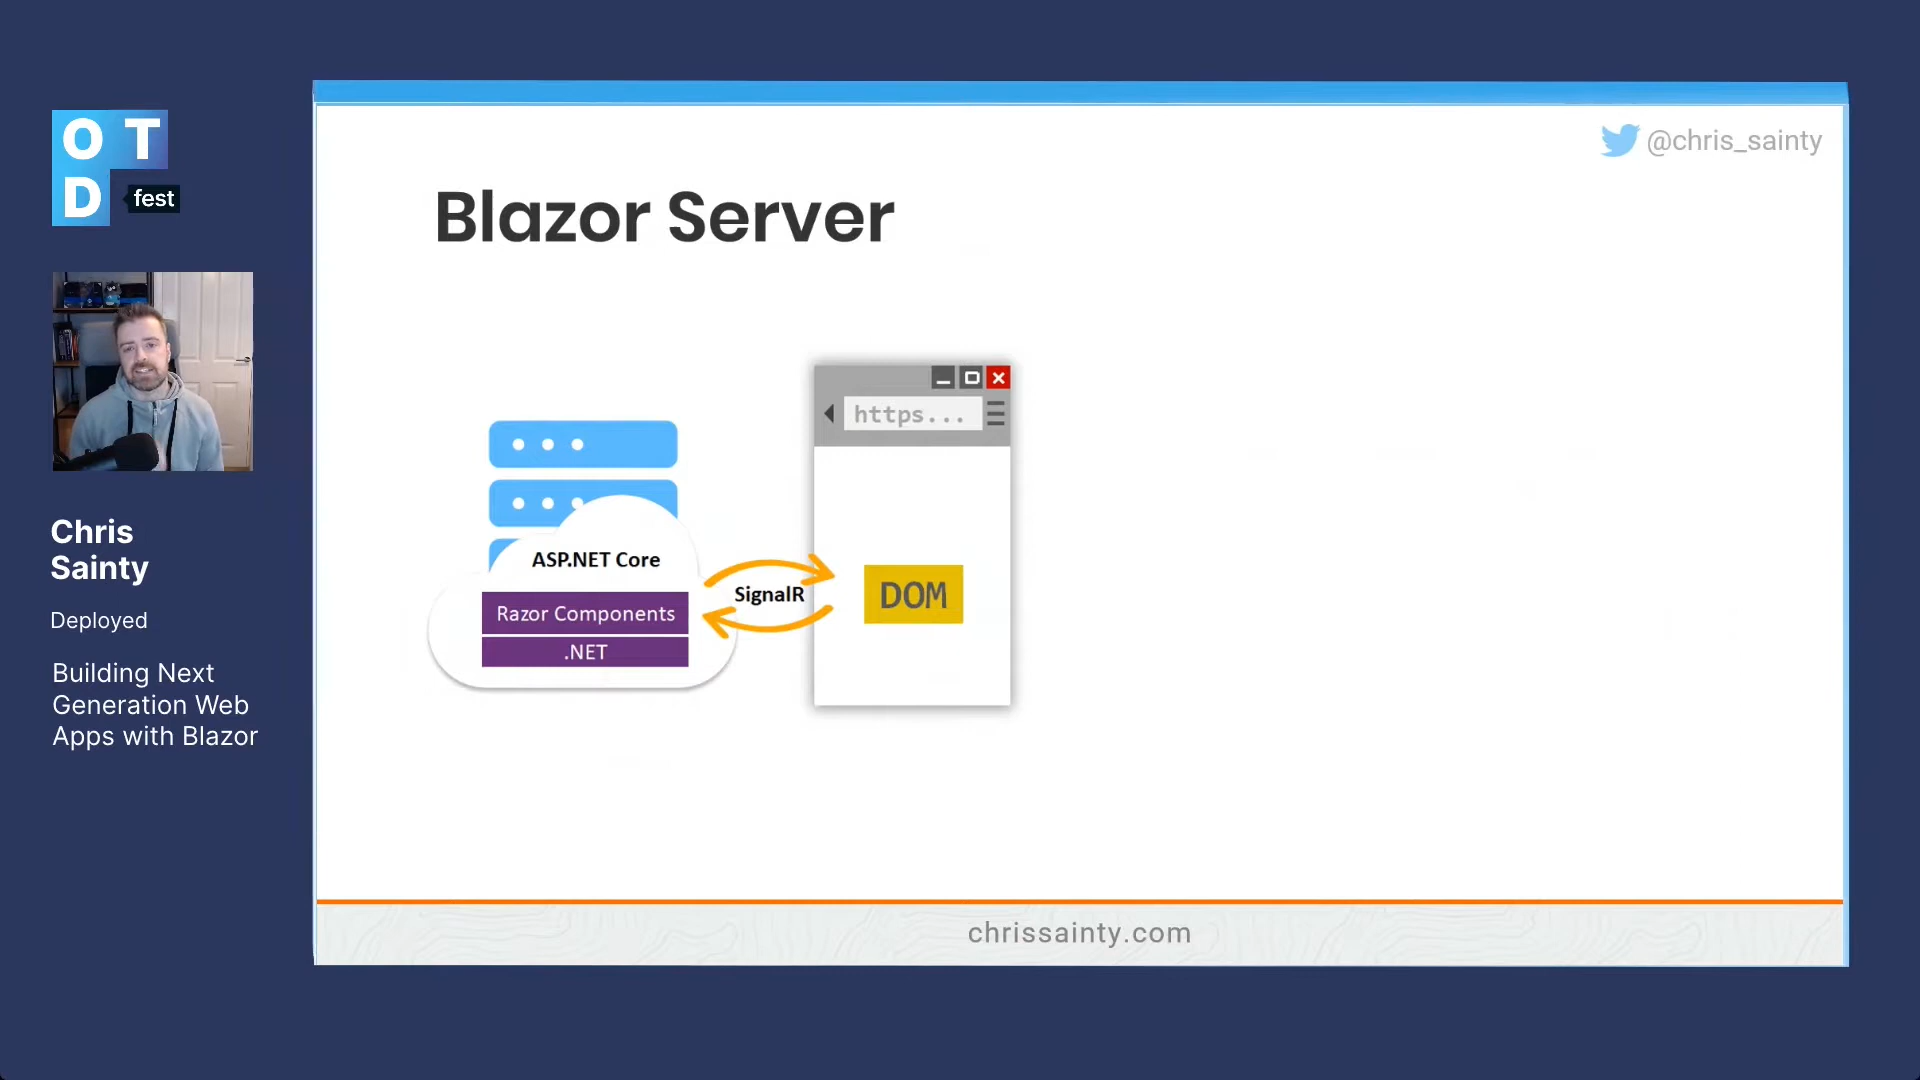 O T
D fest
Chris
Sainty
Deployed
Building Next
Generation Web
Apps with Blazor
@chris_sainty
Blazor Server
https...
ASP.NET Core
Razor Components
.NET
SignalR
DOM
chrissainty.com